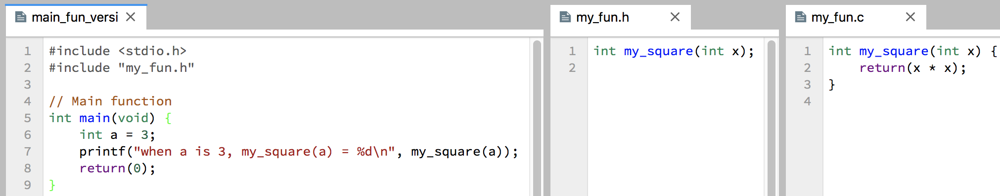 main_fun_versi
1 #include <stdio.h>
2 #include "my_fun.h"
3
4 // Main function
5 int main(void) {
6     int a = 3;
7     printf("when a is 3, my_square(a) = %d\n", my_square(a));
8     return(0);
9 }
my_fun.h
1 int my_square(int x);
2
my_fun.c
1 int my_square(int x) {
2     return(x * x);
3 }
4